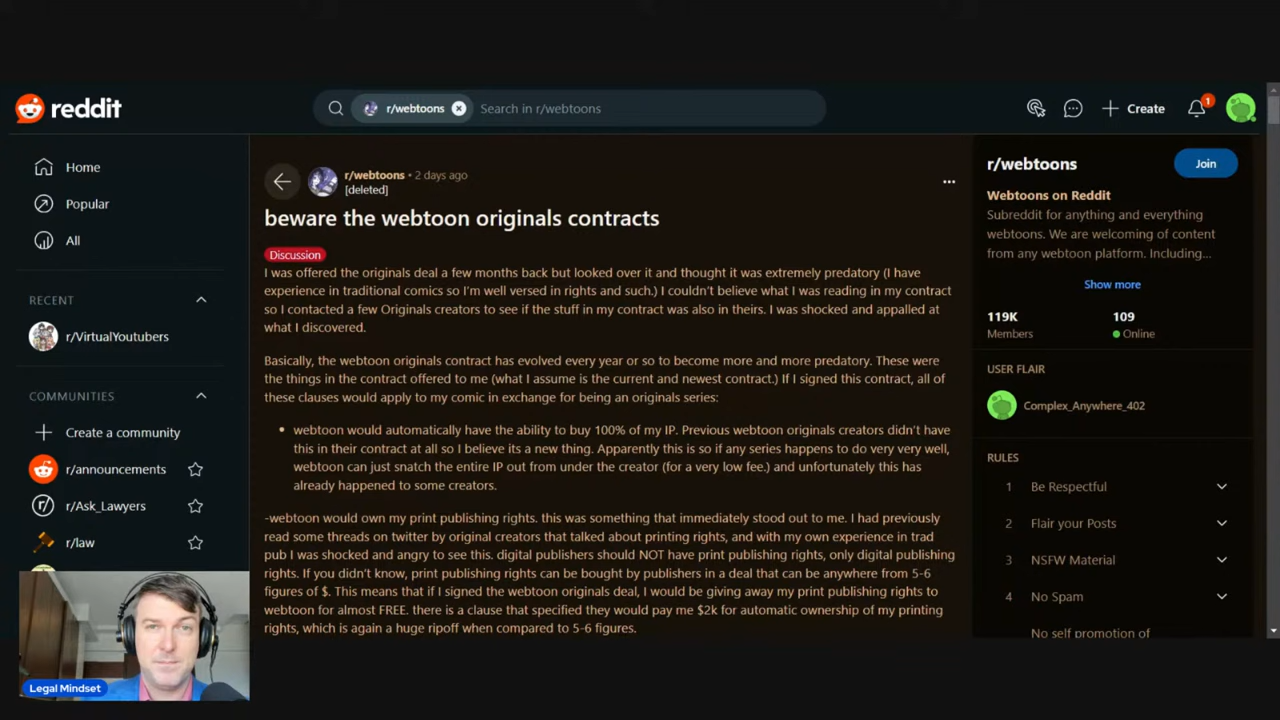 reddit
r/webtoons
Search in r/webtoons
Create
1
Home
Popular
All
RECENT
r/VirtualYoutubers
COMMUNITIES
Create a community
r/announcements
r/Ask_Lawyers
r/law
Legal Mindset
r/webtoons • 2 days ago
[deleted]
beware the webtoon originals contracts
Discussion
I was offered the originals deal a few months back but looked over it and thought it was extremely predatory (I have
experience in traditional comics so I'm well versed in rights and such.) I couldn't believe what I was reading in my contract
so I contacted a few Originals creators to see if the stuff in my contract was also in theirs. I was shocked and appalled at
what I discovered.
Basically, the webtoon originals contract has evolved every year or so to become more and more predatory. These were
the things in the contract offered to me (what I assume is the current and newest contract.) If I signed this contract, all of
these clauses would apply to my comic in exchange for being an originals series:
• webtoon would automatically have the ability to buy 100% of my IP. Previous webtoon originals creators didn't have
this in their contract at all so I believe its a new thing. Apparently this is so if any series happens to do very very well,
webtoon can just snatch the entire IP out from under the creator (for a very low fee.) and unfortunately this has
already happened to some creators.
-webtoon would own my print publishing rights. this was something that immediately stood out to me. I had previously
read some threads on twitter by original creators that talked about printing rights, and with my own experience in trad
pub I was shocked and angry to see this. digital publishers should NOT have print publishing rights, only digital publishing
rights. If you didn't know, print publishing rights can be bought by publishers in a deal that can be anywhere from 5-6
figures of $. This means that if I signed the webtoon originals deal, I would be giving away my print publishing rights to
webtoon for almost FREE. there is a clause that specified they would pay me $2k for automatic ownership of my printing
rights, which is again a huge ripoff when compared to 5-6 figures.
r/webtoons
Join
Webtoons on Reddit
Subreddit for anything and everything
webtoons. We are welcoming of content
from any webtoon platform. Including...
Show more
119K
109
Members
Online
USER FLAIR
Complex_Anywhere_402
RULES
1 Be Respectful
2 Flair your Posts
3 NSFW Material
4 No Spam
No self promotion of